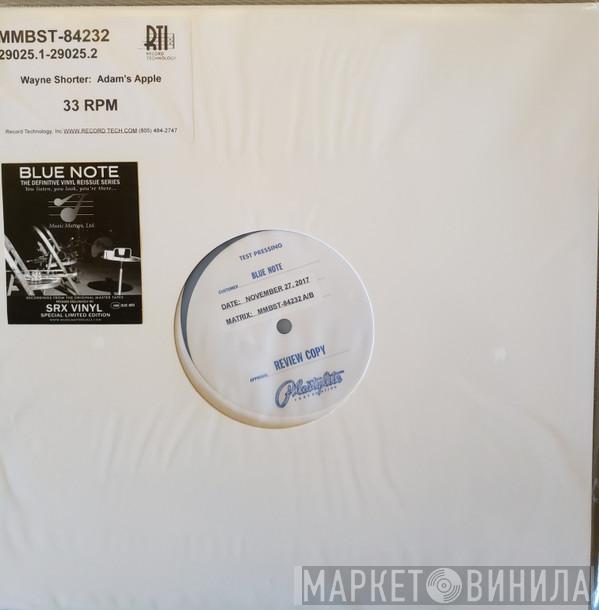 MMBST-84232
29025.1-29025.2
RTI
RECORD
TECHNOLOGY
Wayne Shorter: Adam's Apple
33 RPM
Record Technology, Inc WWW.RECORD TECH.COM (805) 484-2747
BLUE NOTE
THE DEFINITIVE VINYL REISSUE SERIES
You listen, you look, you're there...
Music Matters, Ltd.
RECORDINGS FROM THE ORIGINAL MASTER TAPES
SRX VINYL
SPECIAL LIMITED EDITION
TEST PRESSING
CUSTOMER BLUE NOTE
DATE: NOVEMBER 27, 2017
MATRIX: MMBST-84232 A/B
APPROVAL REVIEW COPY
Plastylite
CORPORATION
МАРКЕТ ВИНИЛА